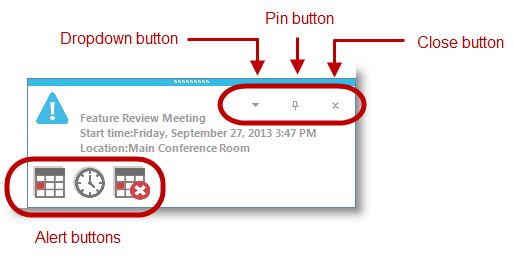 Pin button
Dropdown button
Close button
Feature Review Meeting
Start time:Friday, September 27, 2013 3:47 PM
Location:Main Conference Room
Alert buttons